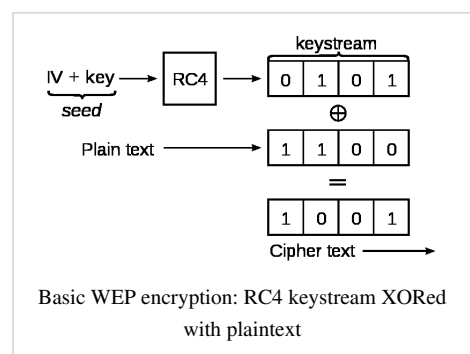 keystream
IV + key RC4 0 1 0 1
seed
⊕
Plain text 1 1 0 0
=
1 0 0 1
Cipher text
Basic WEP encryption: RC4 keystream XORed
with plaintext